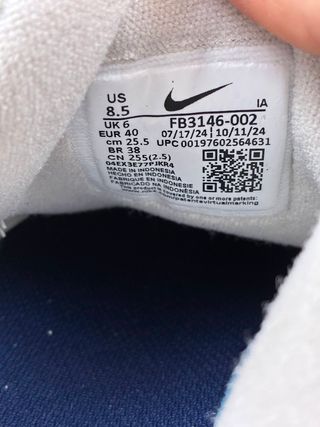 US
8.5
IA
UK 6
FB3146-002
EUR 40
07/17/24 | 10/11/24
cm 25.5
UPC 00197602564631
BR 38
CN 255(2.5)
04EX3E77PJKR4
MADE IN INDONESIA
HECHO EN INDONESIA
FABRIQUE EN INDONESIE
FABRICADO NA INDONESIA